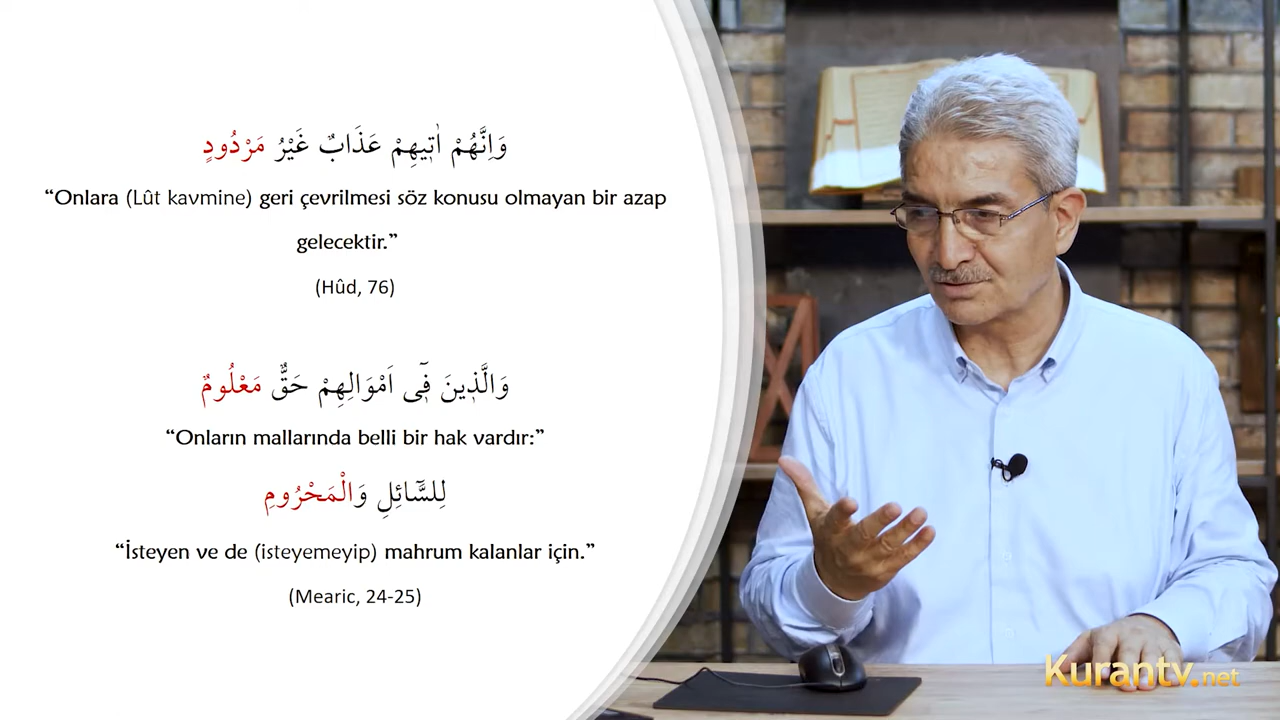 وَاِنَّهُمْ اٰتٖيهِمْ عَذَابٌ غَيْرُ مَرْدُودٍ
“Onlara (Lût kavmine) geri çevrilmesi söz konusu olmayan bir azap
gelecektir.”
(Hûd, 76)
وَالَّذٖينَ فٖٓى اَمْوَالِهِمْ حَقٌّ مَعْلُومٌ
“Onların mallarında belli bir hak vardır:”
لِلسَّٓائِلِ وَالْمَحْرُومِ
“İsteyen ve de (isteyemeyip) mahrum kalanlar için.”
(Mearic, 24-25)
Kurantv.net